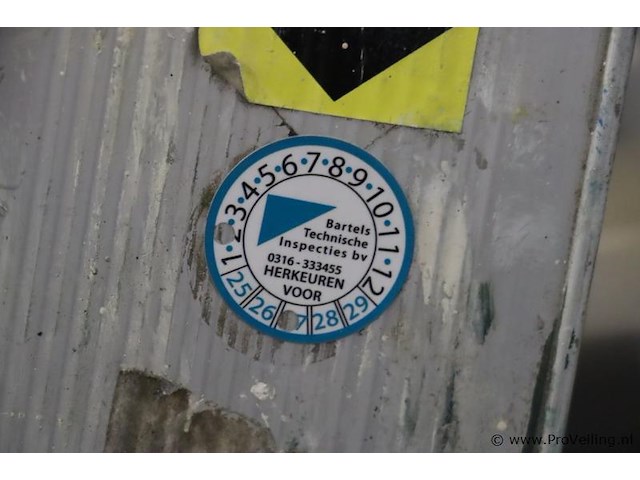 1·2·3·4·5·6·7·8·9·10·11·12
Bartels
Technische
Inspecties bv
0316-333455
HERKEUREN
VOOR
25 26 7 28 29
© www.ProVeiling.nl